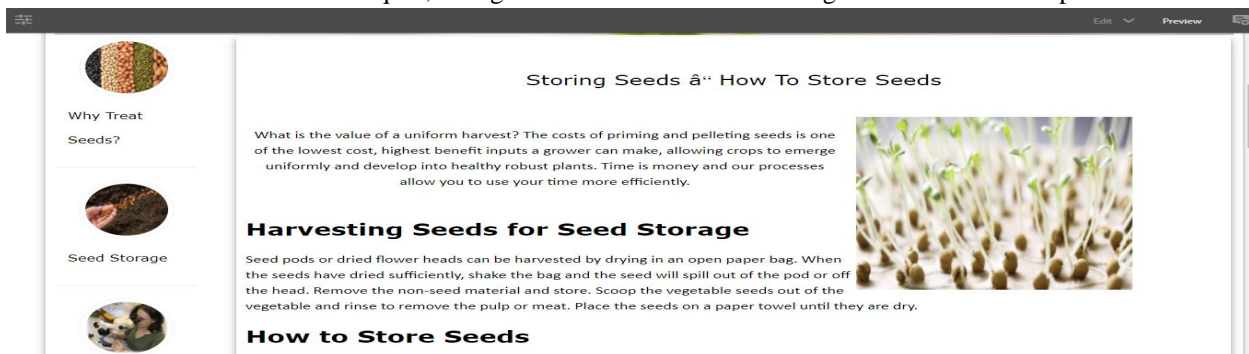 Edit
Preview
Why Treat
Seeds?
Seed Storage
Storing Seeds â“ How To Store Seeds
What is the value of a uniform harvest? The costs of priming and pelleting seeds is one
of the lowest cost, highest benefit inputs a grower can make, allowing crops to emerge
uniformly and develop into healthy robust plants. Time is money and our processes
allow you to use your time more efficiently.
Harvesting Seeds for Seed Storage
Seed pods or dried flower heads can be harvested by drying in an open paper bag. When
the seeds have dried sufficiently, shake the bag and the seed will spill out of the pod or off
the head. Remove the non-seed material and store. Scoop the vegetable seeds out of the
vegetable and rinse to remove the pulp or meat. Place the seeds on a paper towel until they are dry.
How to Store Seeds